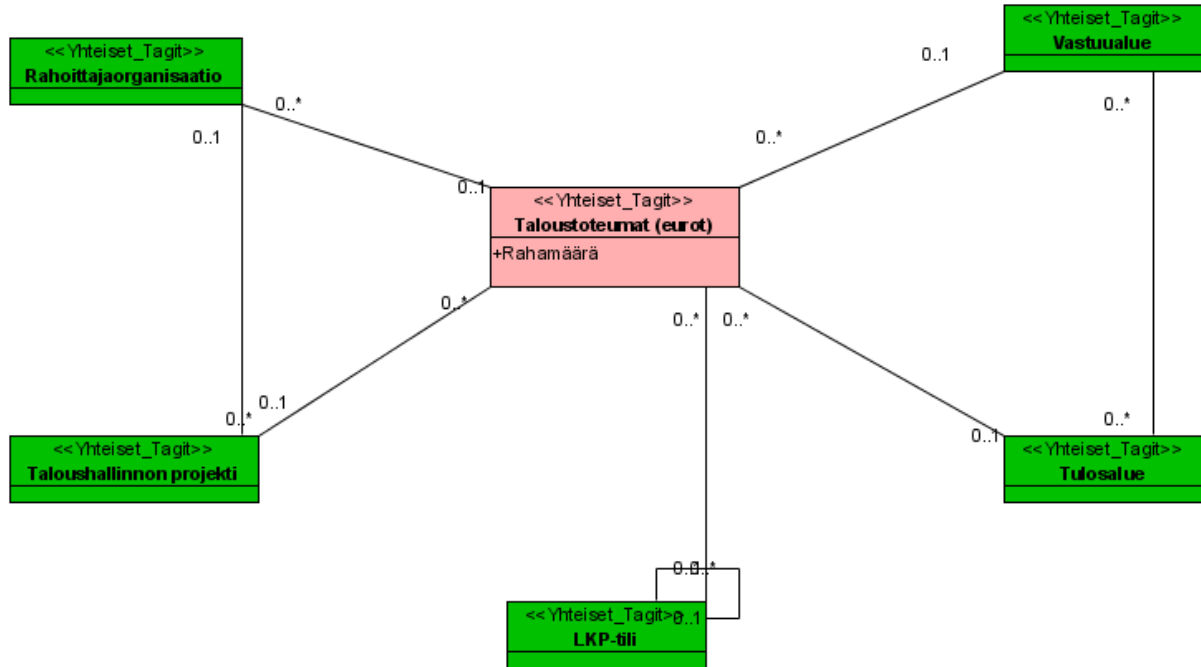 <<Yhteiset_Tagit>>
Vastuualue
<<Yhteiset_Tagit>>
Rahoittajaorganisaatio
0..1
0..*
0..*
0..1
0..*
0..1
<<Yhteiset_Tagit>>
Taloustoteumat (eurot)
+Rahamäärä
0..*
0..*
0..*
0..1
0..*
0..*
0..1
<<Yhteiset_Tagit>>
Taloushallinnon projekti
<<Yhteiset_Tagit>>
Tulosalue
0..1
<<Yhteiset_Tagit>>
LKP-tili